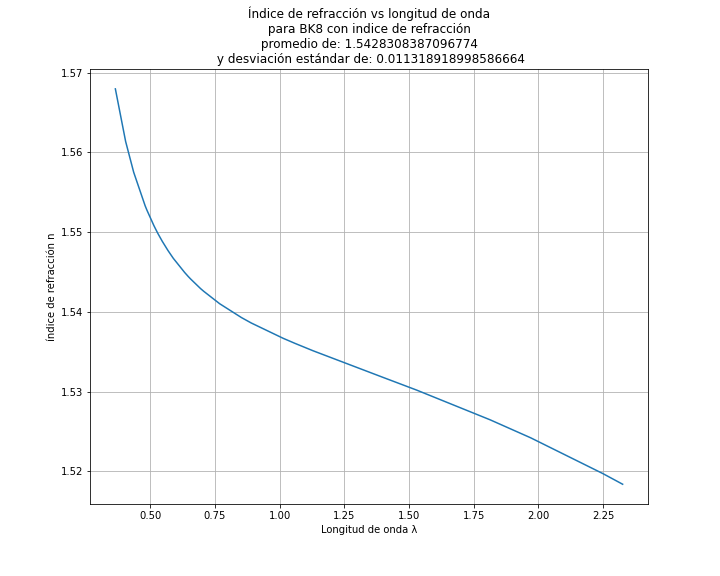 Índice de refracción vs longitud de onda
para BK8 con indice de refracción
promedio de: 1.5428308387096774
y desviación estándar de: 0.011318918998586664
1.57
1.56
1.55
1.54
1.53
1.52
índice de refracción n
0.50 0.75 1.00 1.25 1.50 1.75 2.00 2.25
Longitud de onda λ